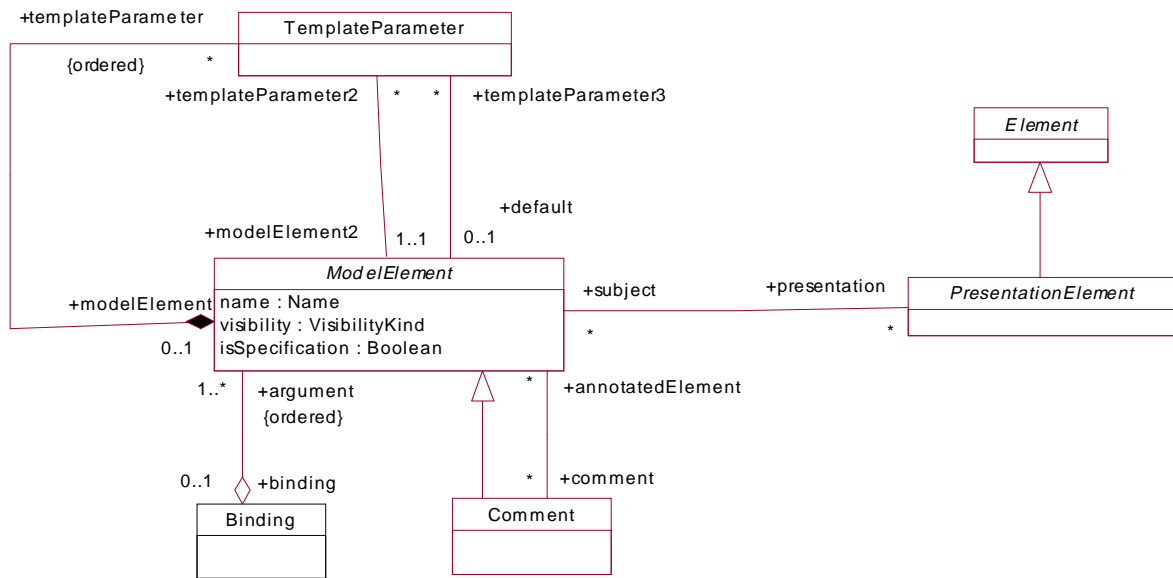 +templateParameter
TemplateParameter
{ordered}
*
+templateParameter2
*
*
+templateParameter3
Element
+default
+modelElement2
1..1
0..1
ModelElement
+modelElement
name : Name
visibility : VisibilityKind
isSpecification : Boolean
0..1
+subject
*
+presentation
*
PresentationElement
1..*
+argument
{ordered}
*
+annotatedElement
0..1
+binding
*
+comment
Binding
Comment